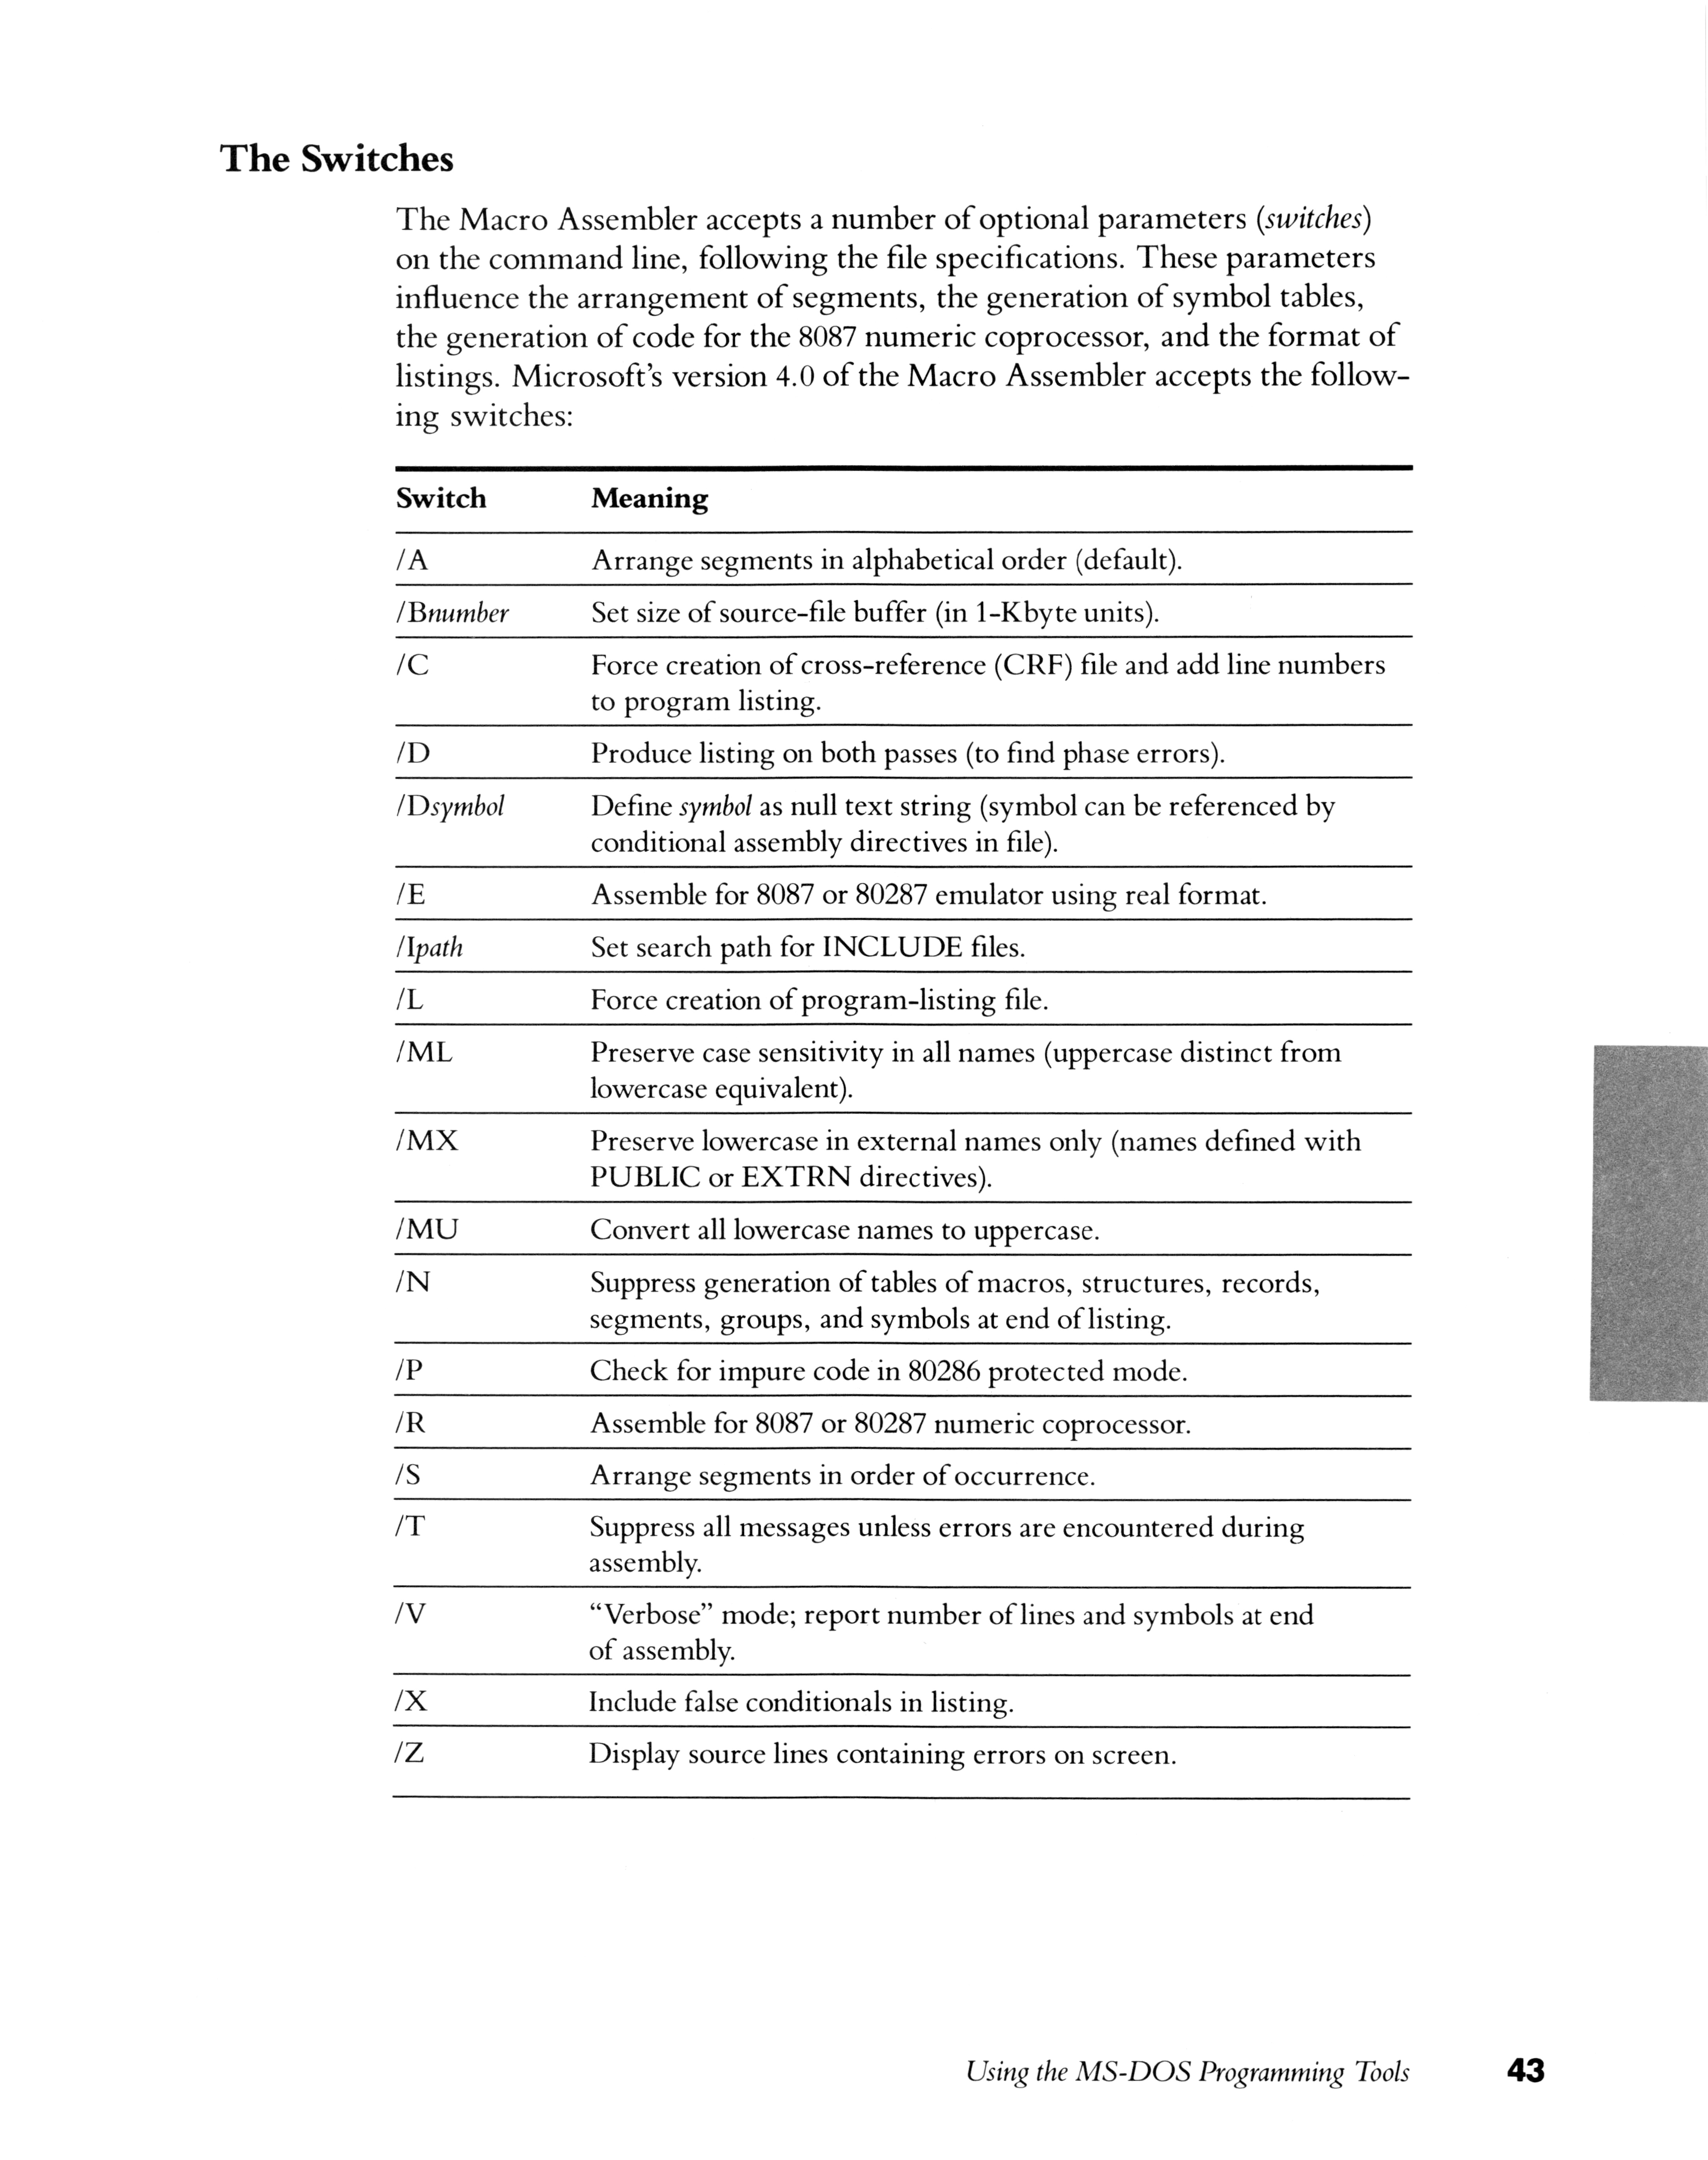 The Switches
The Macro Assembler accepts a number of optional parameters (switches)
on the command line, following the file specifications. These parameters
influence the arrangement of segments, the generation of symbol tables,
the generation of code for the 8087 numeric coprocessor, and the format of
listings. Microsoft’s version 4.0 of the Macro Assembler accepts the follow-
ing switches:
Switch Meaning
/A Arrange segments in alphabetical order (default).
/Bnumber Set size of source-file buffer (in 1-Kbyte units).
/C Force creation of cross-reference (CRF) file and add line numbers
to program listing.
/D Produce listing on both passes (to find phase errors).
/Dsymbol Define symbol as null text string (symbol can be referenced by
conditional assembly directives in file).
/E Assemble for 8087 or 80287 emulator using real format.
/Ipath Set search path for INCLUDE files.
/L Force creation of program-listing file.
/ML Preserve case sensitivity in all names (uppercase distinct from
lowercase equivalent).
/MX Preserve lowercase in external names only (names defined with
PUBLIC or EXTRN directives).
/MU Convert all lowercase names to uppercase.
/N Suppress generation of tables of macros, structures, records,
segments, groups, and symbols at end of listing.
/P Check for impure code in 80286 protected mode.
/R Assemble for 8087 or 80287 numeric coprocessor.
/S Arrange segments in order of occurrence.
/T Suppress all messages unless errors are encountered during
assembly.
/V “Verbose” mode; report number of lines and symbols at end
of assembly.
/X Include false conditionals in listing.
/Z Display source lines containing errors on screen.
Using the MS-DOS Programming Tools 43